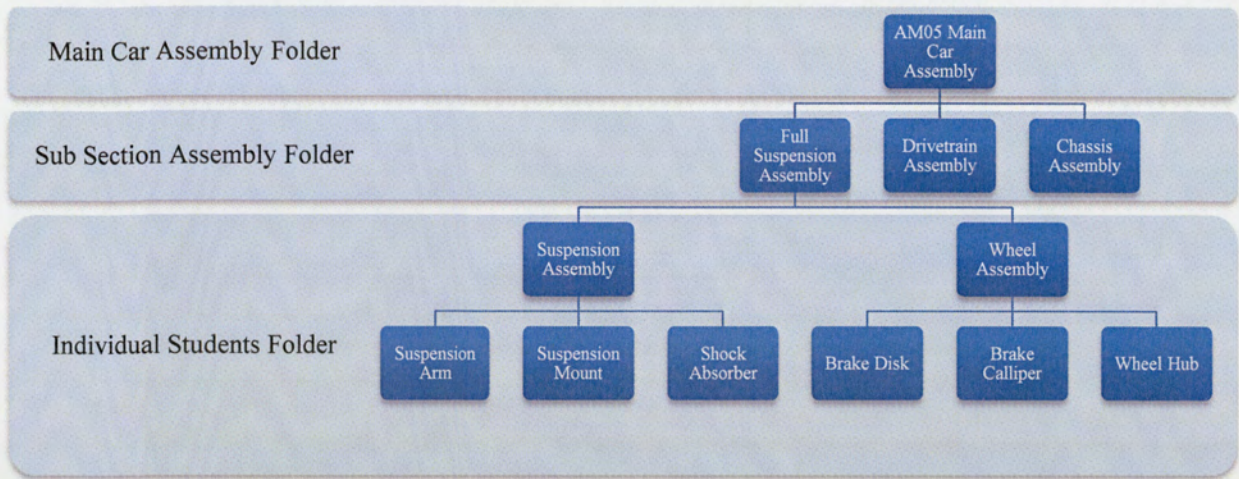 Main Car Assembly Folder
AM05 Main
Car
Assembly
Sub Section Assembly Folder
Full
Suspension
Assembly
Drivetrain
Assembly
Chassis
Assembly
Suspension
Assembly
Wheel
Assembly
Individual Students Folder
Suspension
Arm
Suspension
Mount
Shock
Absorber
Brake Disk
Brake
Calliper
Wheel Hub